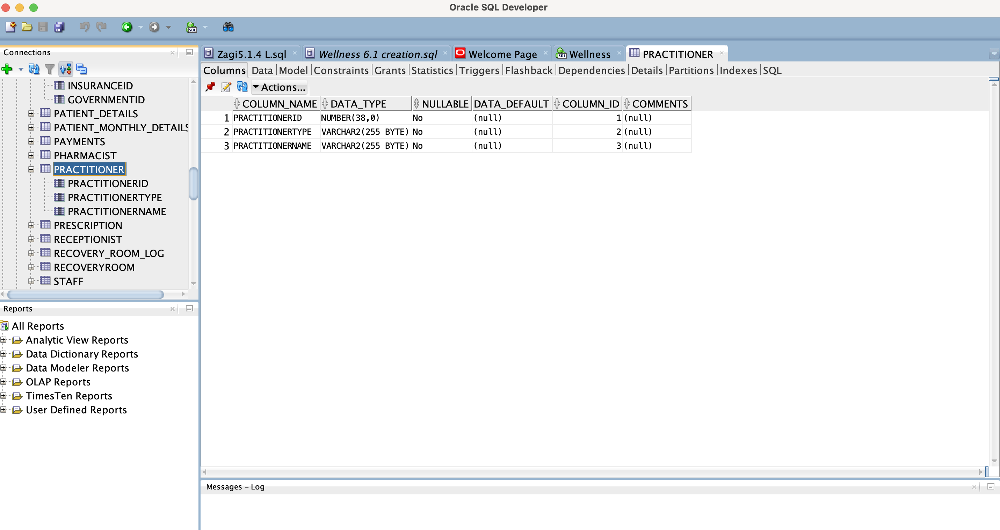 Oracle SQL Developer
SQL
Connections
INSURANCEID
GOVERNMENTID
PATIENT_DETAILS
PATIENT_MONTHLY_DETAILS
PAYMENTS
PHARMACIST
PRACTITIONER
PRACTITIONERID
PRACTITIONERTYPE
PRACTITIONERNAME
PRESCRIPTION
RECEPTIONIST
RECOVERY_ROOM_LOG
RECOVERYROOM
STAFF
Reports
All Reports
Analytic View Reports
Data Dictionary Reports
Data Modeler Reports
OLAP Reports
TimesTen Reports
User Defined Reports
Zagi5.1.4 L.sql Wellness 6.1 creation.sql Welcome Page SQL Wellness PRACTITIONER
Columns Data Model Constraints Grants Statistics Triggers Flashback Dependencies Details Partitions Indexes SQL
Actions...
COLUMN_NAME DATA_TYPE NULLABLE DATA_DEFAULT COLUMN_ID COMMENTS
1 PRACTITIONERID NUMBER(38,0) No (null) 1 (null)
2 PRACTITIONERTYPE VARCHAR2(255 BYTE) No (null) 2 (null)
3 PRACTITIONERNAME VARCHAR2(255 BYTE) No (null) 3 (null)
Messages - Log